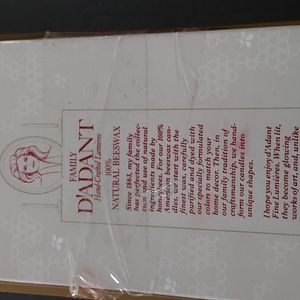 FAMILY
D'ADANT
Hand-Crafted Lumieres
100%
NATURAL BEESWAX
Since 1863, my family
has perfected the collec-
tion and use of natural
ingredients made by
honeybees. For our 100%
American beeswax can-
dles, we start with the
finest wax, carefully
purified and dyed with
our specially formulated
colors to match your
home decor. Then, in
our family tradition of
craftsmanship, we hand-
form our candles into
unique shapes.
I hope you enjoy D'Adant
Fine Lumieres. When lit,
they become glowing
works of art, and unlike